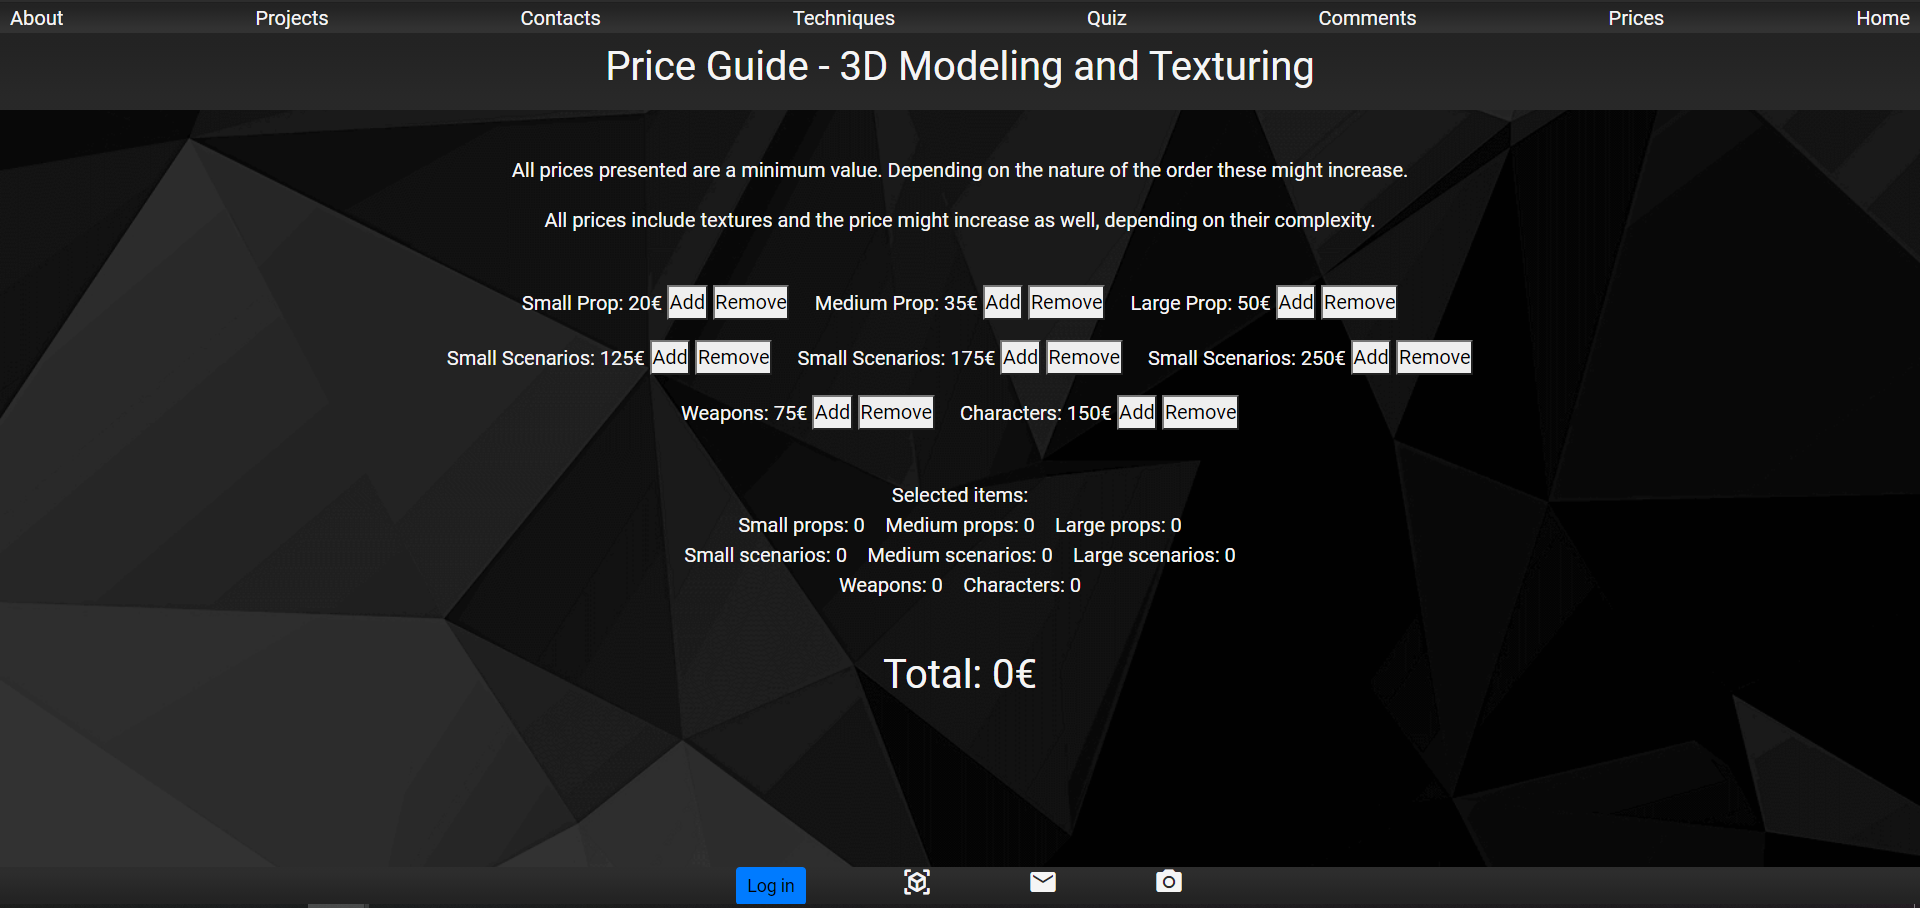 About Projects Contacts Techniques Quiz Comments Prices Home
Price Guide - 3D Modeling and Texturing
All prices presented are a minimum value. Depending on the nature of the order these might increase.
All prices include textures and the price might increase as well, depending on their complexity.
Small Prop: 20€ Add Remove Medium Prop: 35€ Add Remove Large Prop: 50€ Add Remove
Small Scenarios: 125€ Add Remove Small Scenarios: 175€ Add Remove Small Scenarios: 250€ Add Remove
Weapons: 75€ Add Remove Characters: 150€ Add Remove
Selected items:
Small props: 0 Medium props: 0 Large props: 0
Small scenarios: 0 Medium scenarios: 0 Large scenarios: 0
Weapons: 0 Characters: 0
Total: 0€
Log in